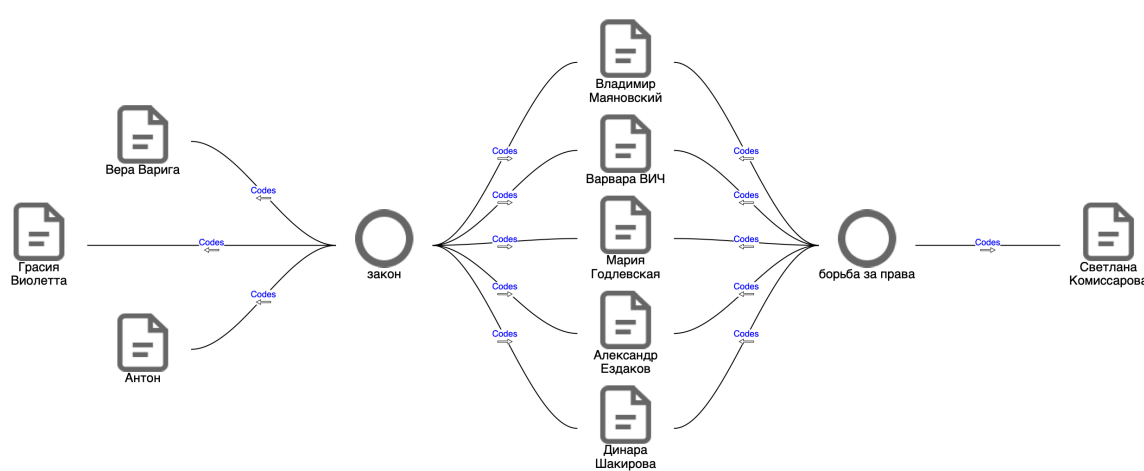 Владимир
Маяновский
Codes
Codes
Вера Варига
Варвара ВИЧ
Codes
Codes
Codes
Грасия
Виолетта
Codes
закон
Codes
Мария
Годлевская
Codes
борьба за права
Codes
Светлана
Комиссарова
Codes
Codes
Codes
Антон
Александр
Ездаков
Codes
Codes
Динара
Шакирова